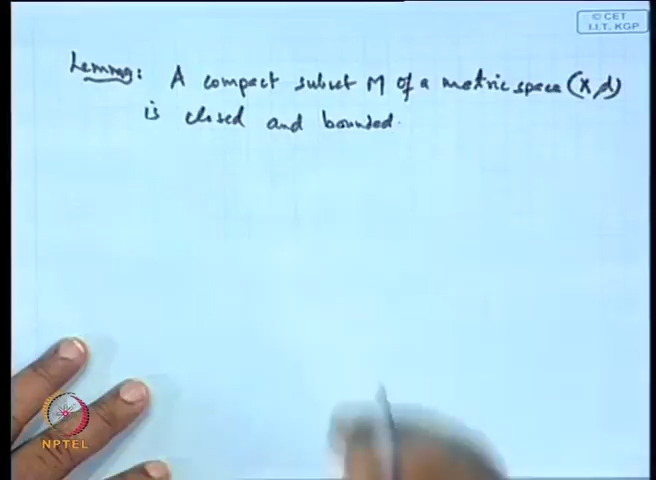 © CET
I.I.T. KGP
Lemma: A compact subset M of a metric space (X,d)
is closed and bounded.
NPTEL